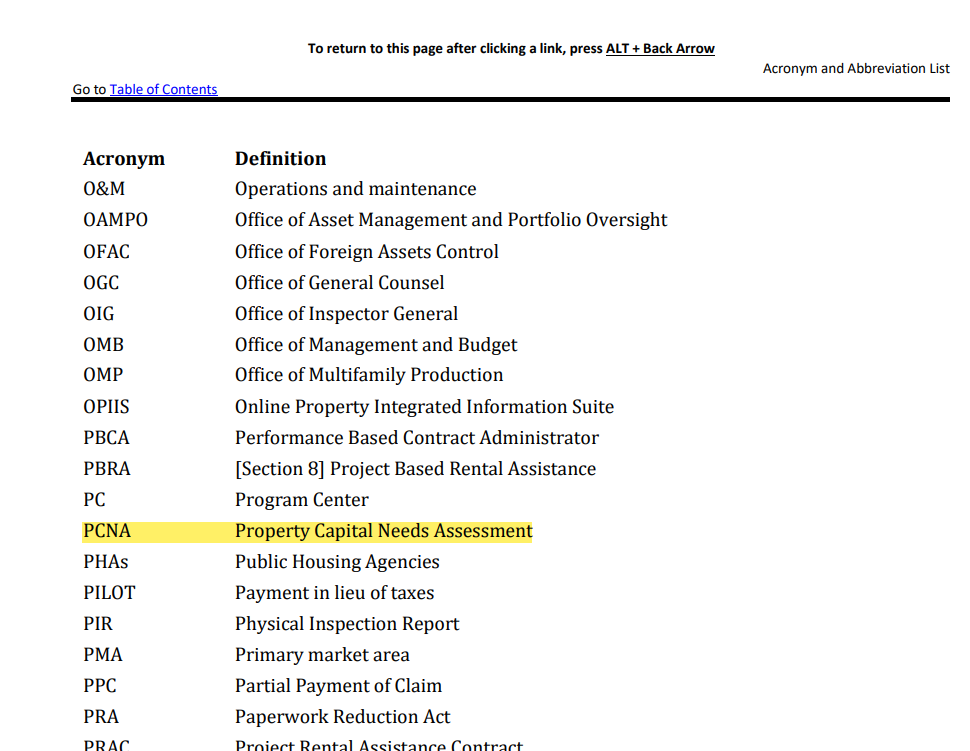 To return to this page after clicking a link, press ALT + Back Arrow
Acronym and Abbreviation List
Go to Table of Contents
Acronym Definition
O&M Operations and maintenance
OAMPO Office of Asset Management and Portfolio Oversight
OFAC Office of Foreign Assets Control
OGC Office of General Counsel
OIG Office of Inspector General
OMB Office of Management and Budget
OMP Office of Multifamily Production
OPIIS Online Property Integrated Information Suite
PBCA Performance Based Contract Administrator
PBRA [Section 8] Project Based Rental Assistance
PC Program Center
PCNA Property Capital Needs Assessment
PHAs Public Housing Agencies
PILOT Payment in lieu of taxes
PIR Physical Inspection Report
PMA Primary market area
PPC Partial Payment of Claim
PRA Paperwork Reduction Act
PRAC Project Rental Assistance Contract